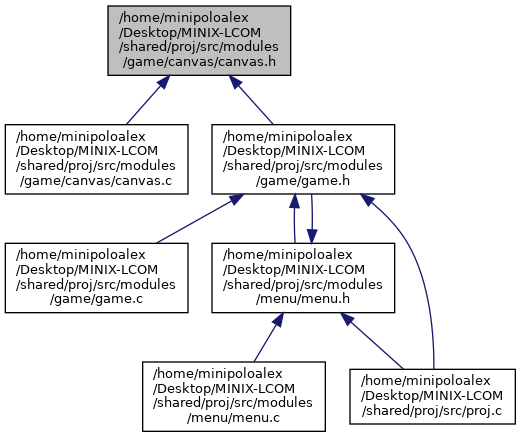 /home/minipoloalex
/Desktop/MINIX-LCOM
/shared/proj/src/modules
/game/canvas/canvas.h
/home/minipoloalex
/Desktop/MINIX-LCOM
/shared/proj/src/modules
/game/canvas/canvas.c
/home/minipoloalex
/Desktop/MINIX-LCOM
/shared/proj/src/modules
/game/game.h
/home/minipoloalex
/Desktop/MINIX-LCOM
/shared/proj/src/modules
/game/game.c
/home/minipoloalex
/Desktop/MINIX-LCOM
/shared/proj/src/modules
/menu/menu.h
/home/minipoloalex
/Desktop/MINIX-LCOM
/shared/proj/src/modules
/menu/menu.c
/home/minipoloalex
/Desktop/MINIX-LCOM
/shared/proj/src/proj.c